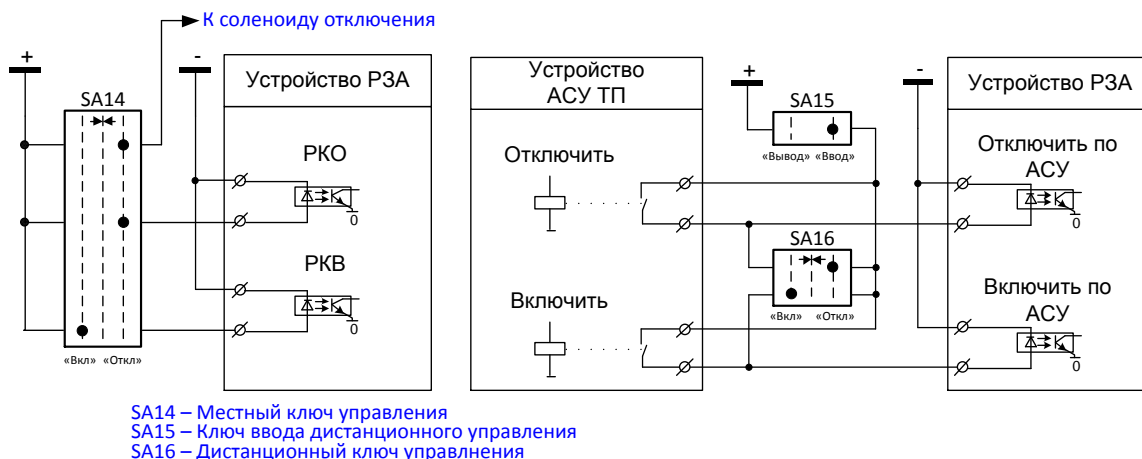 К соленоиду отключения
+
-
Устройство РЗА
SA14
РКО
0
РКВ
0
«Вкл» «Откл»
Устройство
АСУ ТП
Отключить
Включить
+
SA15
«Вывод» «Ввод»
SA16
«Вкл» «Откл»
-
Устройство РЗА
Отключить по
АСУ
0
Включить по
АСУ
0
SA14 – Местный ключ управления
SA15 – Ключ ввода дистанционного управления
SA16 – Дистанционный ключ управлнения